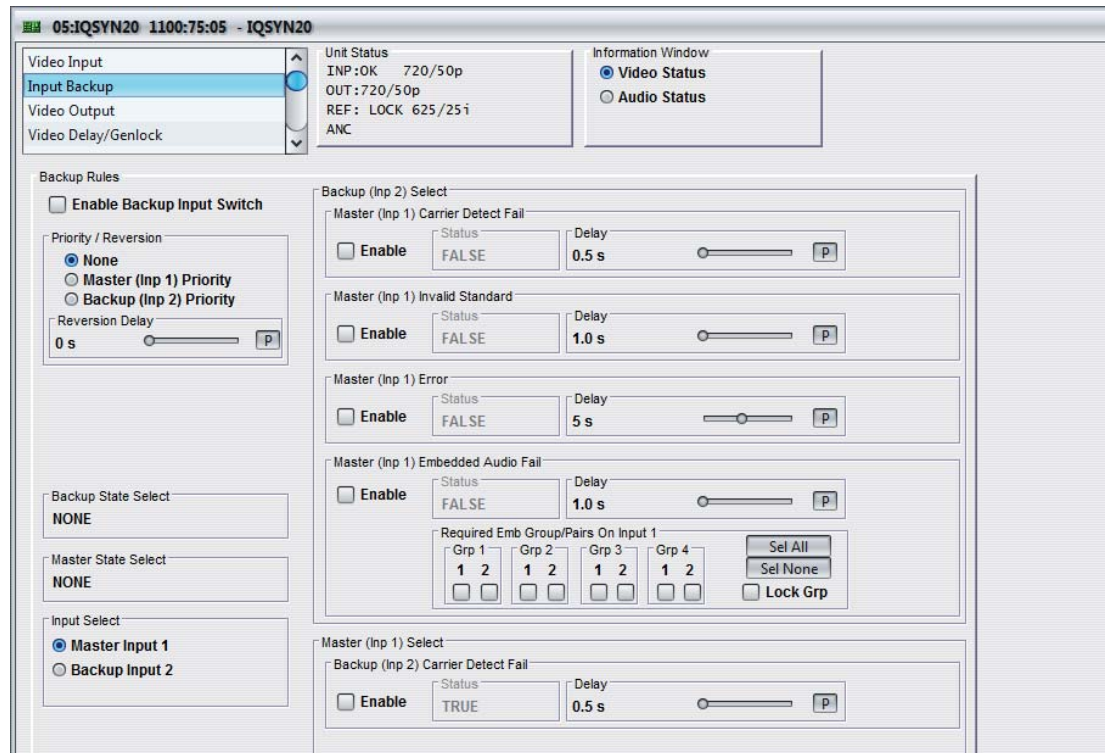 05:IQSYN20 1100:75:05 - IQSYN20
Video Input
Input Backup
Video Output
Video Delay/Genlock
Unit Status
INP:OK 720/50p
OUT:720/50p
REF: LOCK 625/25i
ANC
Information Window
Video Status
Audio Status
Backup Rules
Enable Backup Input Switch
Priority / Reversion
None
Master (Inp 1) Priority
Backup (Inp 2) Priority
Reversion Delay
0 s
P
Backup State Select
NONE
Master State Select
NONE
Input Select
Master Input 1
Backup Input 2
Backup (Inp 2) Select
Master (Inp 1) Carrier Detect Fail
Enable
Status
FALSE
Delay
0.5 s
P
Master (Inp 1) Invalid Standard
Enable
Status
FALSE
Delay
1.0 s
P
Master (Inp 1) Error
Enable
Status
FALSE
Delay
5 s
P
Master (Inp 1) Embedded Audio Fail
Enable
Status
FALSE
Delay
1.0 s
P
Required Emb Group/Pairs On Input 1
Grp 1 Grp 2 Grp 3 Grp 4
1 2 1 2 1 2 1 2
Sel All
Sel None
Lock Grp
Master (Inp 1) Select
Backup (Inp 2) Carrier Detect Fail
Enable
Status
TRUE
Delay
0.5 s
P